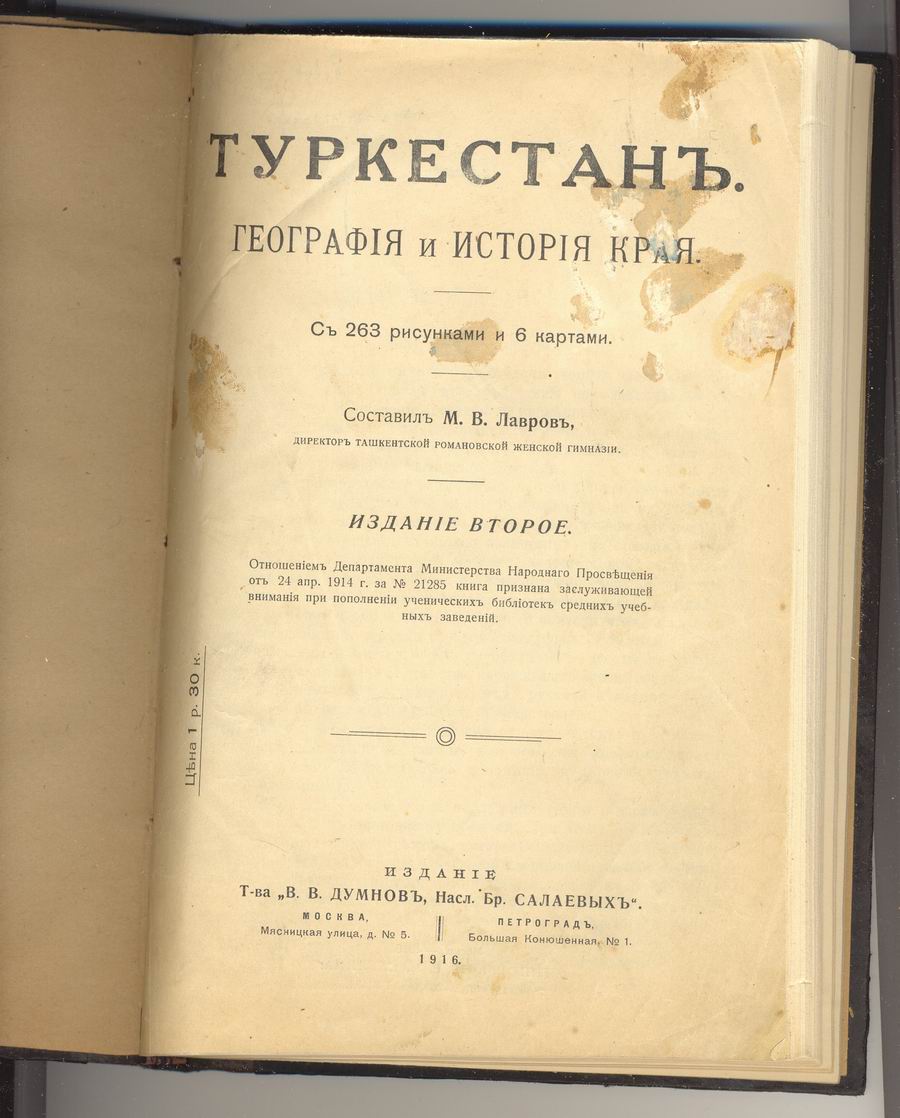 ТУРКЕСТАНЪ.
ГЕОГРАФІЯ и ИСТОРІЯ КРАЯ.
Съ 263 рисунками и 6 картами.
Составилъ М. В. Лавровъ,
ДИРЕКТОРЪ ТАШКЕНТСКОЙ РОМАНОВСКОЙ ЖЕНСКОЙ ГИМНАЗІИ.
ИЗДАНІЕ ВТОРОЕ.
Отношеніемъ Департамента Министерства Народнаго Просвѣщенія
отъ 24 апр. 1914 г. за № 21285 книга признана заслуживающей
вниманія при пополненіи ученическихъ библіотекъ среднихъ учеб-
ныхъ заведеній.
Цѣна 1 р. 30 к.
ИЗДАНІЕ
Т-ва „В. В. ДУМНОВЪ, Насл. Бр. САЛАЕВЫХЪ“.
МОСКВА,
Мясницкая улица, д. № 5.
ПЕТРОГРАДЪ,
Большая Конюшенная, № 1.
1916.